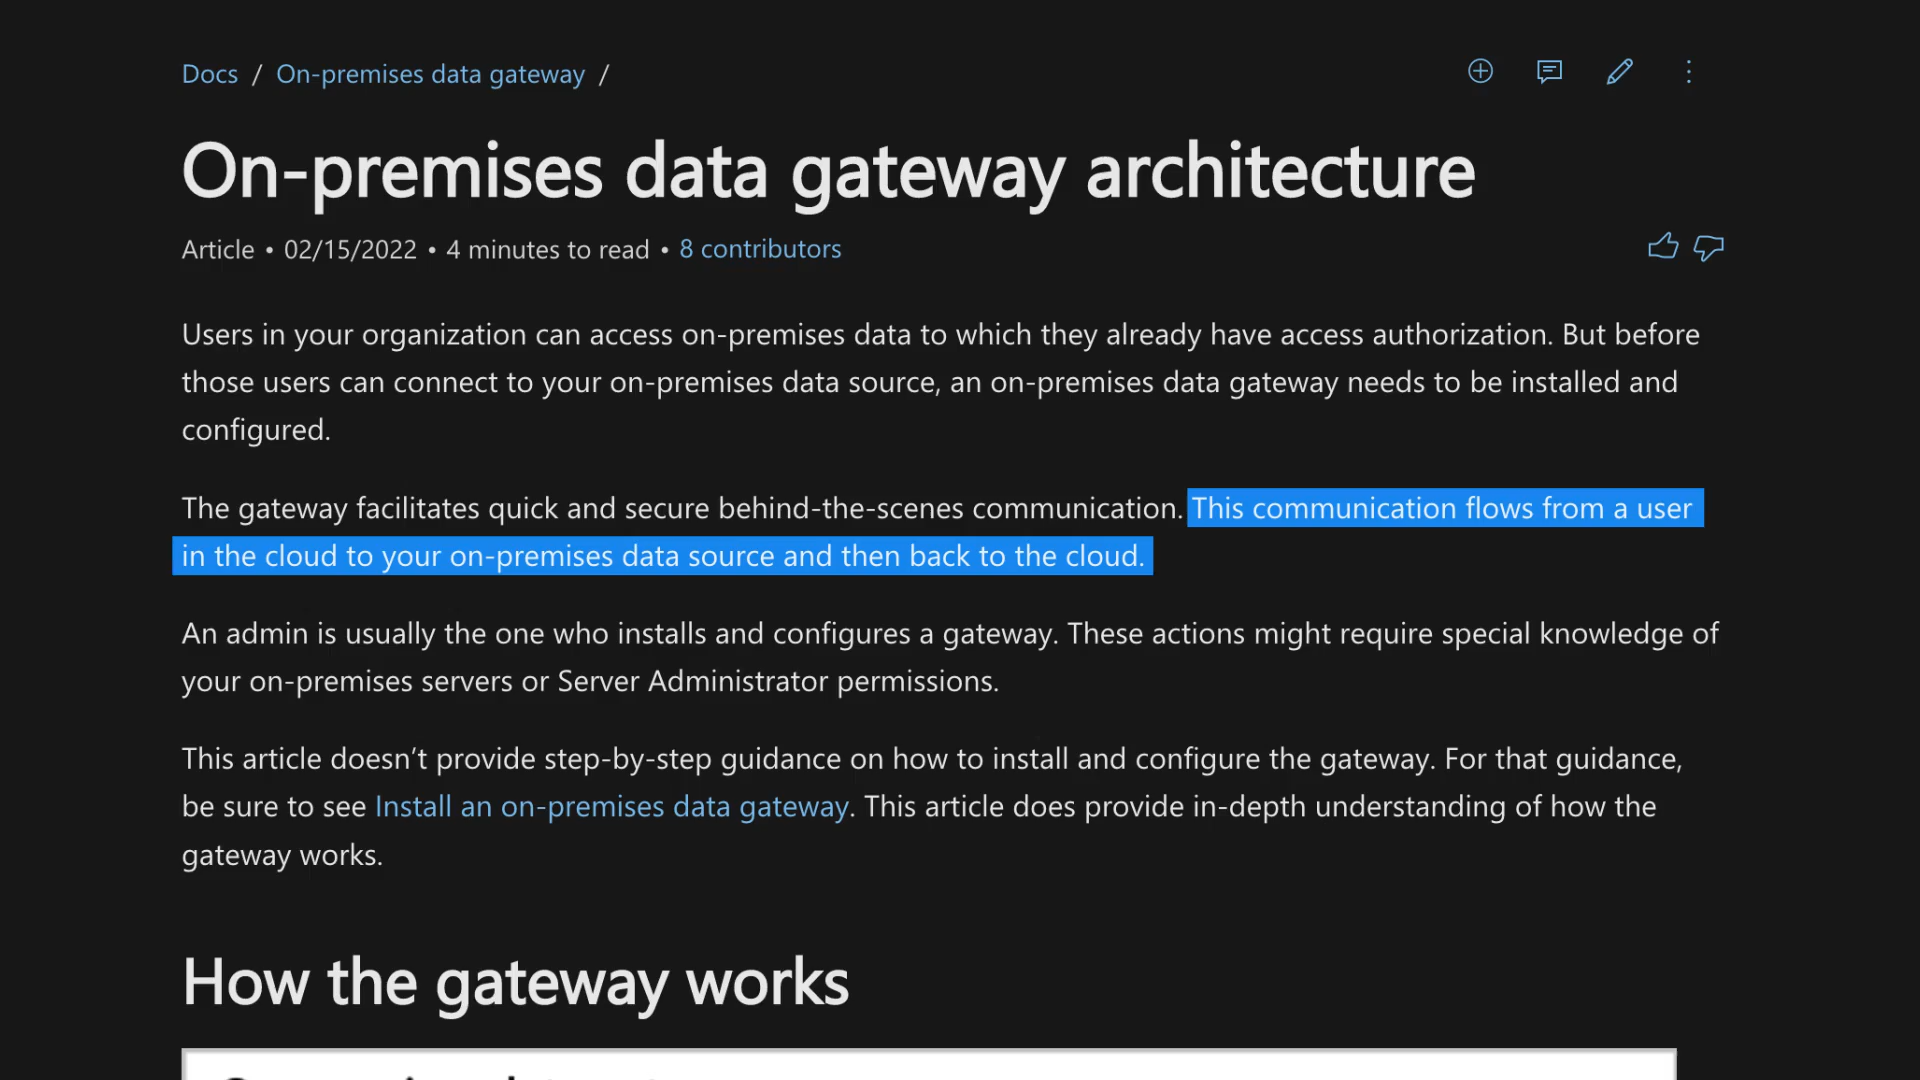 Docs / On-premises data gateway /
On-premises data gateway architecture
Article • 02/15/2022 • 4 minutes to read • 8 contributors
Users in your organization can access on-premises data to which they already have access authorization. But before
those users can connect to your on-premises data source, an on-premises data gateway needs to be installed and
configured.
The gateway facilitates quick and secure behind-the-scenes communication. This communication flows from a user
in the cloud to your on-premises data source and then back to the cloud.
An admin is usually the one who installs and configures a gateway. These actions might require special knowledge of
your on-premises servers or Server Administrator permissions.
This article doesn’t provide step-by-step guidance on how to install and configure the gateway. For that guidance,
be sure to see Install an on-premises data gateway. This article does provide in-depth understanding of how the
gateway works.
How the gateway works